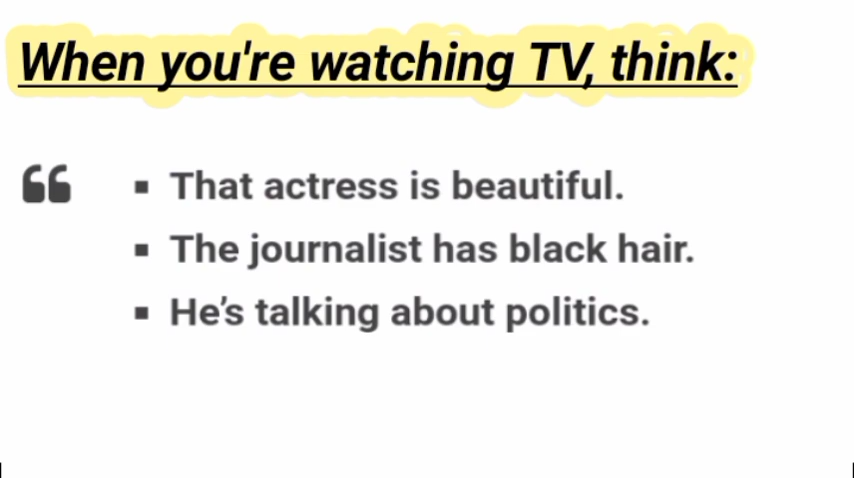 When you're watching TV, think:
“
▪ That actress is beautiful.
▪ The journalist has black hair.
▪ He’s talking about politics.